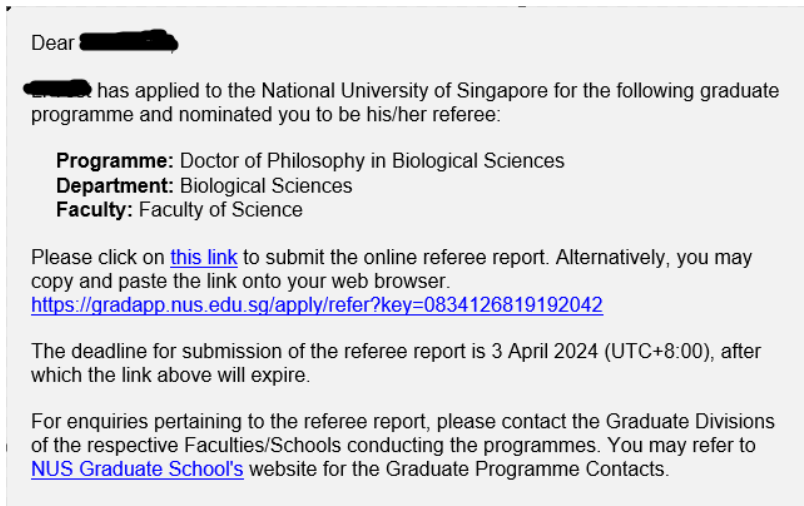 Dear
has applied to the National University of Singapore for the following graduate
programme and nominated you to be his/her referee:
Programme: Doctor of Philosophy in Biological Sciences
Department: Biological Sciences
Faculty: Faculty of Science
Please click on this link to submit the online referee report. Alternatively, you may
copy and paste the link onto your web browser.
https://gradapp.nus.edu.sg/apply/refer?key=0834126819192042
The deadline for submission of the referee report is 3 April 2024 (UTC+8:00), after
which the link above will expire.
For enquiries pertaining to the referee report, please contact the Graduate Divisions
of the respective Faculties/Schools conducting the programmes. You may refer to
NUS Graduate School's website for the Graduate Programme Contacts.